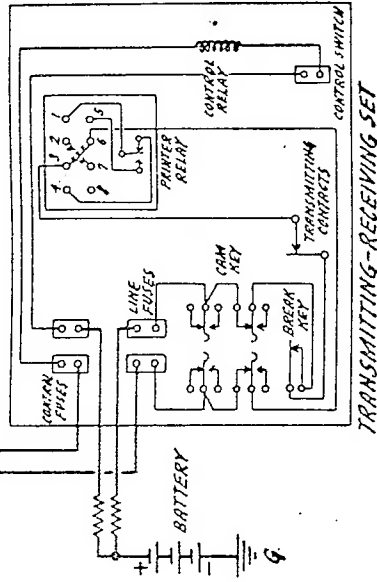 CONTROL SWITCH
CONTROL
RELAY
1
2
3
4
5
6
7
8
+
-
PRINTER
RELAY
TRANSMITTING
CONTACTS
LINE
FUSES
CAM
KEY
BREAK
KEY
CONTROL
FUSES
+
BATTERY
-
G
TRANSMITTING-RECEIVING SET